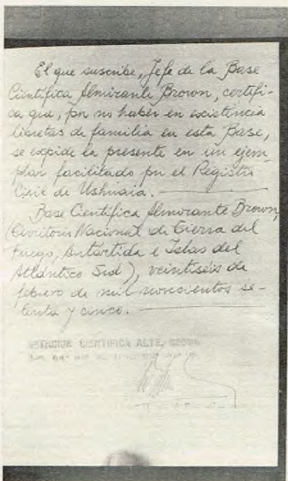 El que suscribe, Jefe de la Base
Científica Almirante Brown, certifi-
ca que, por no haber en existencia
libretas de familia en esta Base,
se expide la presente en un ejem-
plar facilitado por el Registro
Civil de Ushuaia.
Base Científica Almirante Brown,
(Territorio Nacional de Tierra del
Fuego, Antártida e Islas del
Atlántico Sud), veintiséis de
febrero de mil novecientos se-
tenta y cinco.
ESTACION CIENTIFICA ALTE. BROWN